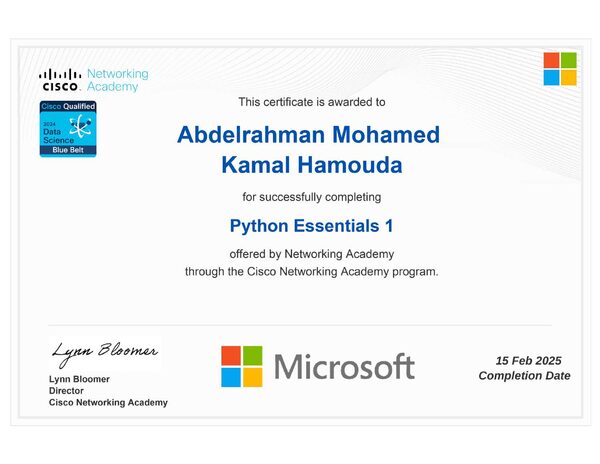 CISCO.
Networking
Academy
Cisco Qualified
2024
Data
Science
Blue Belt
This certificate is awarded to
Abdelrahman Mohamed
Kamal Hamouda
for successfully completing
Python Essentials 1
offered by Networking Academy
through the Cisco Networking Academy program.
Lynn Bloomer
Lynn Bloomer
Director
Cisco Networking Academy
Microsoft
15 Feb 2025
Completion Date